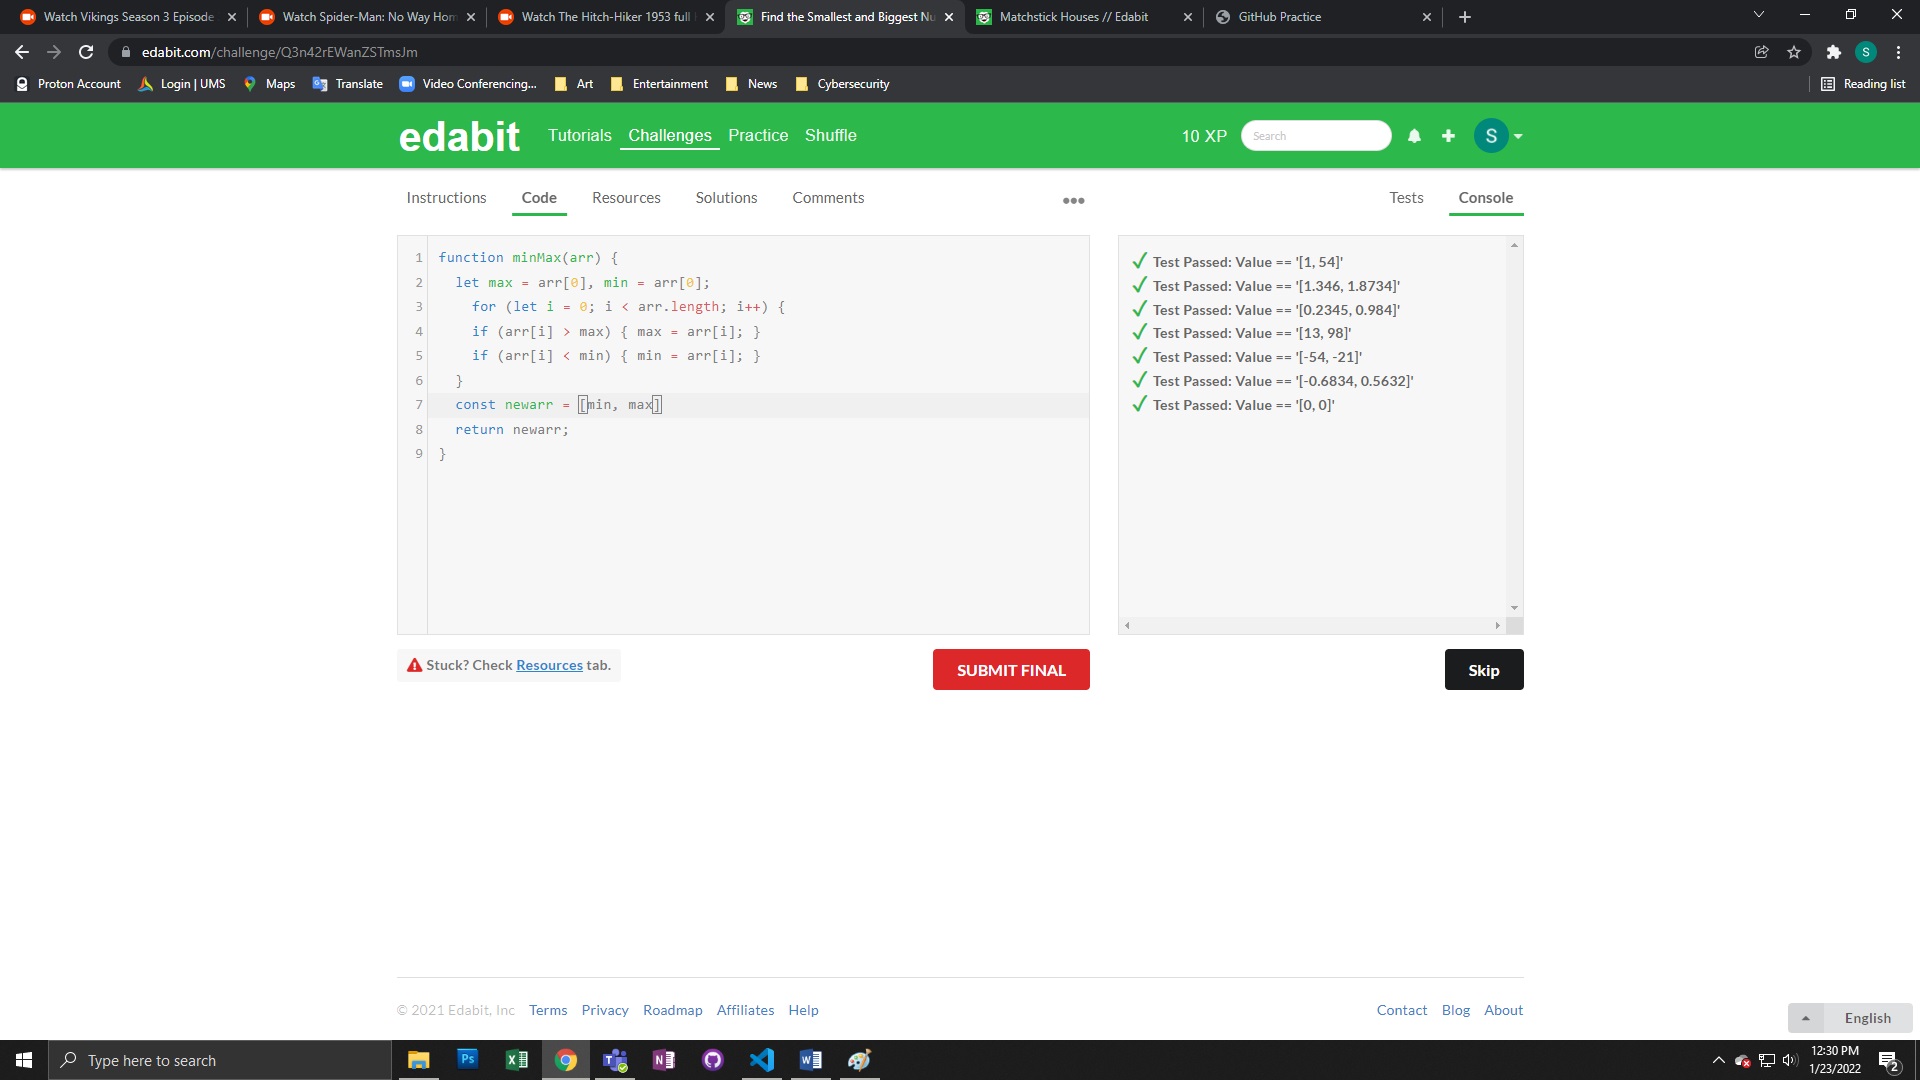 Watch Vikings Season 3 Episode
Watch Spider-Man: No Way Hom
Watch The Hitch-Hiker 1953 full
Find the Smallest and Biggest Nu
Matchstick Houses // Edabit
GitHub Practice
edabit.com/challenge/Q3n42rEWanZSTmsJm
S
Proton Account
Login | UMS
Maps
Translate
Video Conferencing...
Art
Entertainment
News
Cybersecurity
Reading list
edabit
Tutorials
Challenges
Practice
Shuffle
10 XP
Search
S
Instructions
Code
Resources
Solutions
Comments
Tests
Console
1 function minMax(arr) {
2 let max = arr[0], min = arr[0];
3 for (let i = 0; i < arr.length; i++) {
4 if (arr[i] > max) { max = arr[i]; }
5 if (arr[i] < min) { min = arr[i]; }
6 }
7 const newarr = [min, max]
8 return newarr;
9 }
Test Passed: Value == '[1, 54]'
Test Passed: Value == '[1.346, 1.8734]'
Test Passed: Value == '[0.2345, 0.984]'
Test Passed: Value == '[13, 98]'
Test Passed: Value == '[-54, -21]'
Test Passed: Value == '[-0.6834, 0.5632]'
Test Passed: Value == '[0, 0]'
Stuck? Check Resources tab.
SUBMIT FINAL
Skip
© 2021 Edabit, Inc
Terms
Privacy
Roadmap
Affiliates
Help
Contact
Blog
About
English
Type here to search
Ps
12:30 PM
1/23/2022
2